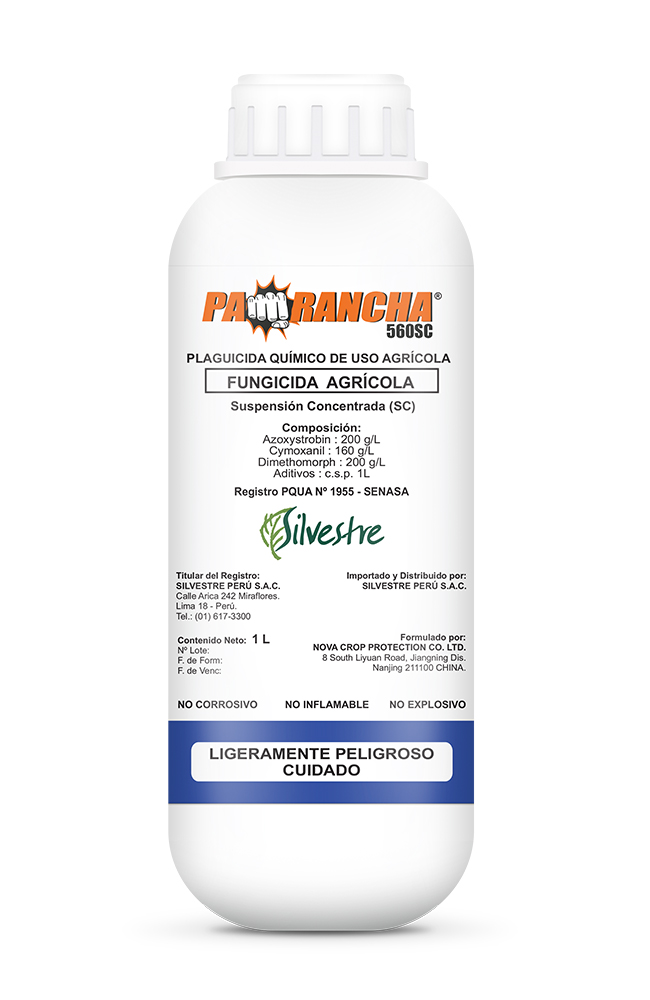 PA RANCHA®
560SC
PLAGUICIDA QUÍMICO DE USO AGRÍCOLA
FUNGICIDA AGRÍCOLA
Suspensión Concentrada (SC)
Composición:
Azoxystrobin : 200 g/L
Cymoxanil : 160 g/L
Dimethomorph : 200 g/L
Aditivos : c.s.p. 1L
Registro PQUA Nº 1955 - SENASA
Silvestre
Titular del Registro:
SILVESTRE PERÚ S.A.C.
Calle Arica 242 Miraflores.
Lima 18 - Perú.
Tel.: (01) 617-3300
Importado y Distribuido por:
SILVESTRE PERÚ S.A.C.
Contenido Neto: 1 L
Nº Lote:
F. de Form:
F. de Venc:
Formulado por:
NOVA CROP PROTECTION CO. LTD.
8 South Liyuan Road, Jiangning Dis.
Nanjing 211100 CHINA.
NO CORROSIVO NO INFLAMABLE NO EXPLOSIVO
LIGERAMENTE PELIGROSO
CUIDADO